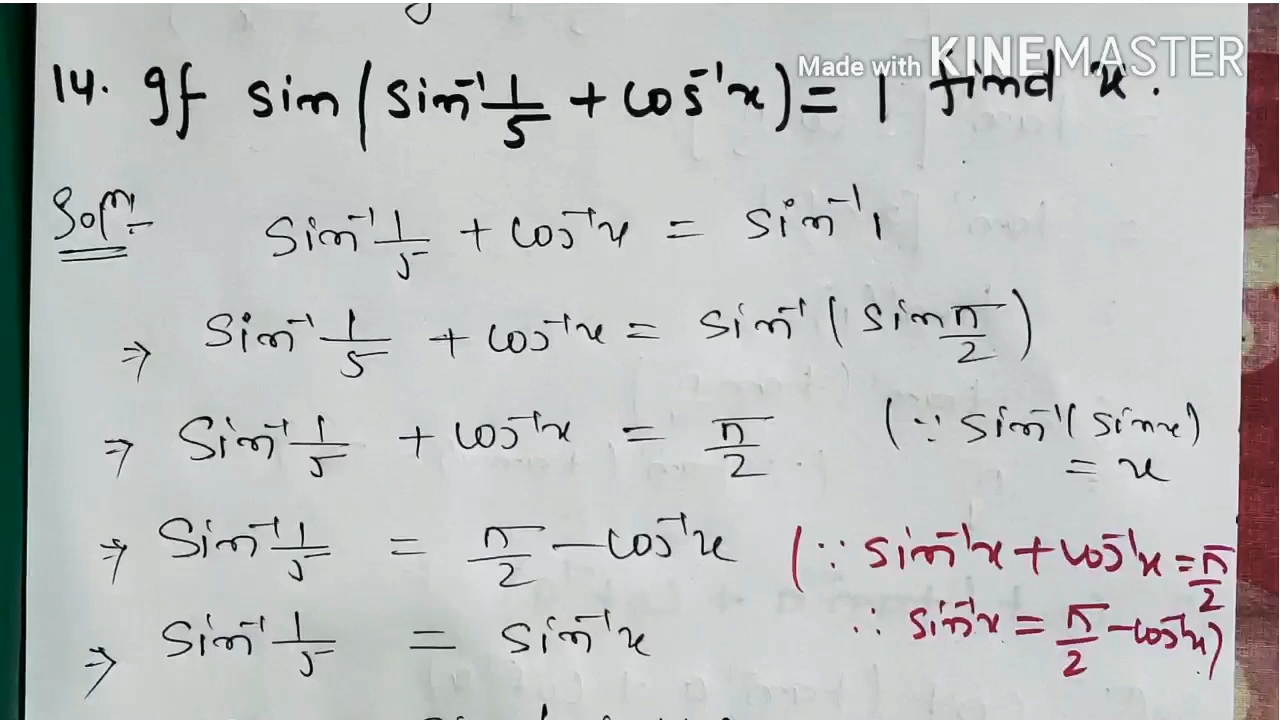 Made with KINEMASTER
14. If sin(sin⁻¹ 1/5 + cos⁻¹x) = 1 find x.
Solⁿ:- sin⁻¹ 1/5 + cos⁻¹x = sin⁻¹1
⇒ sin⁻¹ 1/5 + cos⁻¹x = sin⁻¹(sin π/2)
⇒ sin⁻¹ 1/5 + cos⁻¹x = π/2 (∵ sin⁻¹(sinx) = x
⇒ sin⁻¹ 1/5 = π/2 - cos⁻¹x (∵ sin⁻¹x + cos⁻¹x = π/2
⇒ sin⁻¹ 1/5 = sin⁻¹x ∴ sin⁻¹x = π/2 - cos⁻¹x)